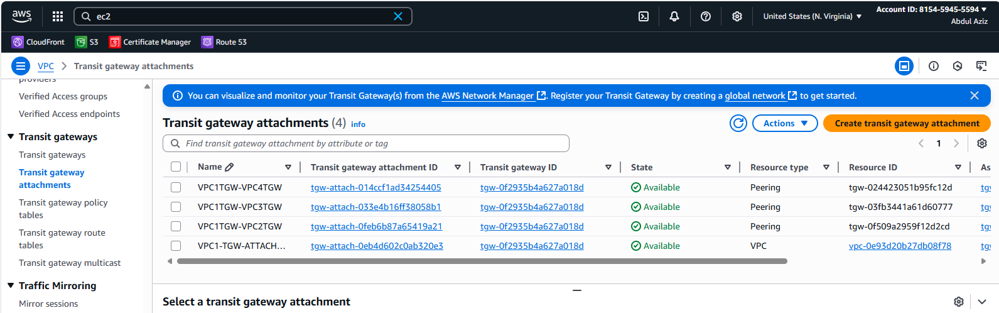 aws
ec2
United States (N. Virginia)
Account ID: 8154-5945-5594
Abdul Aziz
CloudFront
S3
Certificate Manager
Route 53
VPC
Transit gateway attachments
providers
Verified Access groups
Verified Access endpoints
Transit gateways
Transit gateways
Transit gateway
attachments
Transit gateway policy
tables
Transit gateway route
tables
Transit gateway multicast
Traffic Mirroring
Mirror sessions
You can visualize and monitor your Transit Gateway(s) from the AWS Network Manager. Register your Transit Gateway by creating a global network to get started.
Transit gateway attachments (4) info
Actions
Create transit gateway attachment
Find transit gateway attachment by attribute or tag
1
Name Transit gateway attachment ID Transit gateway ID State Resource type Resource ID As
VPC1TGW-VPC4TGW tgw-attach-014ccf1ad34254405 tgw-0f2935b4a627a018d Available Peering tgw-024423051b95fc12d tgw
VPC1TGW-VPC3TGW tgw-attach-033e4b16ff38058b1 tgw-0f2935b4a627a018d Available Peering tgw-03fb3441a61d60777 tgw
VPC1TGW-VPC2TGW tgw-attach-0feb6b87a65419a21 tgw-0f2935b4a627a018d Available Peering tgw-0f509a2959f12d2cd tgw
VPC1-TGW-ATTACH... tgw-attach-0eb4d602c0ab320e3 tgw-0f2935b4a627a018d Available VPC vpc-0e93d20b27db08f78 tgw
Select a transit gateway attachment